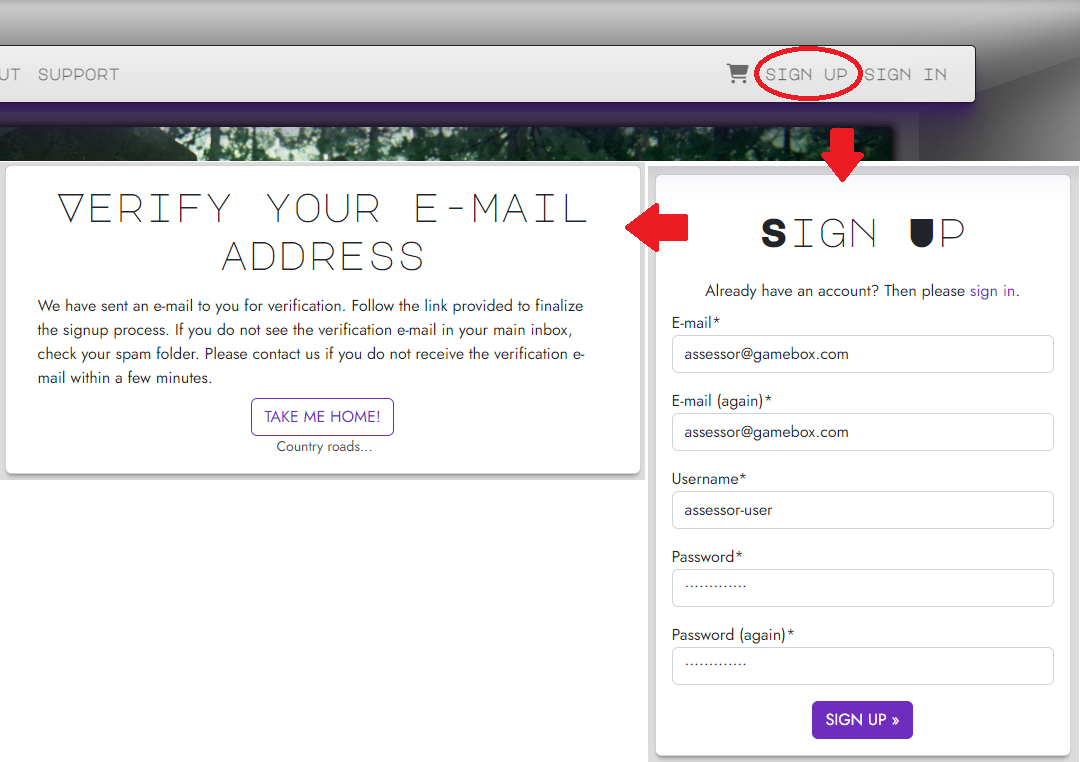 UT SUPPORT SIGN UP SIGN IN
VERIFY YOUR E-MAIL
ADDRESS
We have sent an e-mail to you for verification. Follow the link provided to finalize
the signup process. If you do not see the verification e-mail in your main inbox,
check your spam folder. Please contact us if you do not receive the verification e-
mail within a few minutes.
TAKE ME HOME!
Country roads...
SIGN UP
Already have an account? Then please sign in.
E-mail*
assessor@gamebox.com
E-mail (again)*
assessor@gamebox.com
Username*
assessor-user
Password*
Password (again)*
SIGN UP »